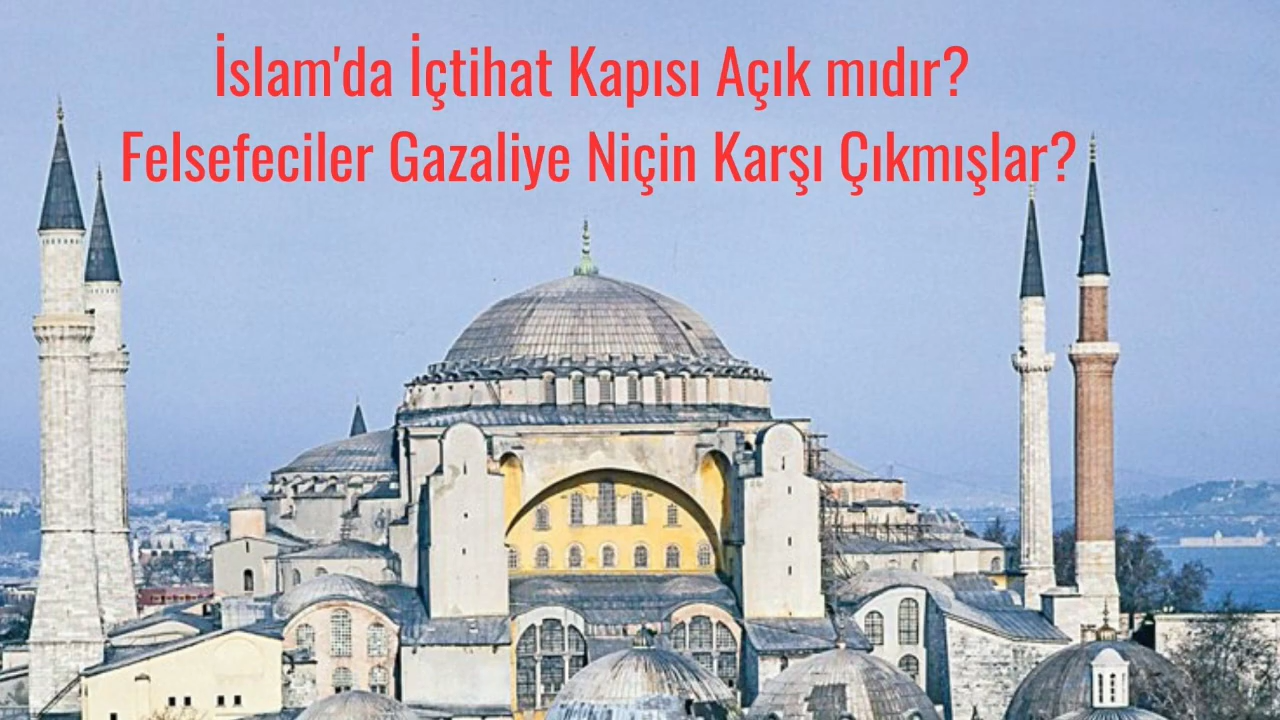 İslam'da İçtihat Kapısı Açık mıdır?
Felsefeciler Gazaliye Niçin Karşı Çıkmışlar?